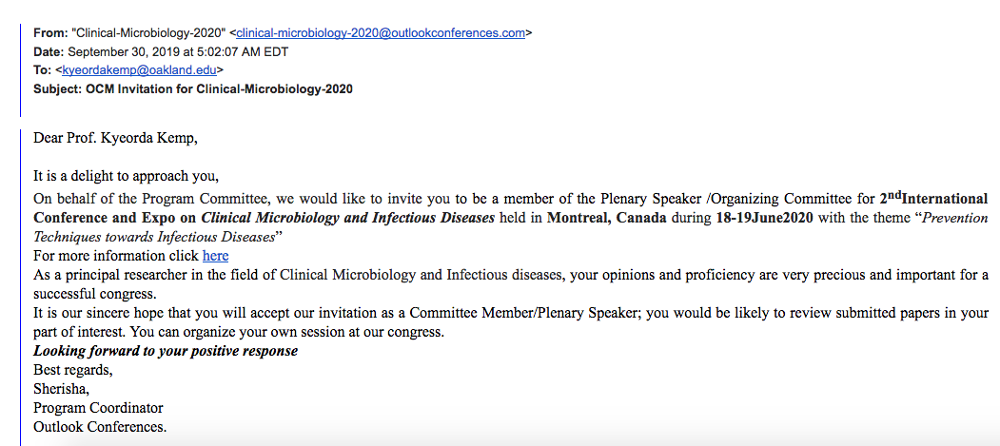 From: "Clinical-Microbiology-2020" <clinical-microbiology-2020@outlookconferences.com>
Date: September 30, 2019 at 5:02:07 AM EDT
To: <kyeordakemp@oakland.edu>
Subject: OCM Invitation for Clinical-Microbiology-2020
Dear Prof. Kyeorda Kemp,
It is a delight to approach you,
On behalf of the Program Committee, we would like to invite you to be a member of the Plenary Speaker /Organizing Committee for 2ndInternational
Conference and Expo on Clinical Microbiology and Infectious Diseases held in Montreal, Canada during 18-19June2020 with the theme “Prevention
Techniques towards Infectious Diseases”
For more information click here
As a principal researcher in the field of Clinical Microbiology and Infectious diseases, your opinions and proficiency are very precious and important for a
successful congress.
It is our sincere hope that you will accept our invitation as a Committee Member/Plenary Speaker; you would be likely to review submitted papers in your
part of interest. You can organize your own session at our congress.
Looking forward to your positive response
Best regards,
Sherisha,
Program Coordinator
Outlook Conferences.